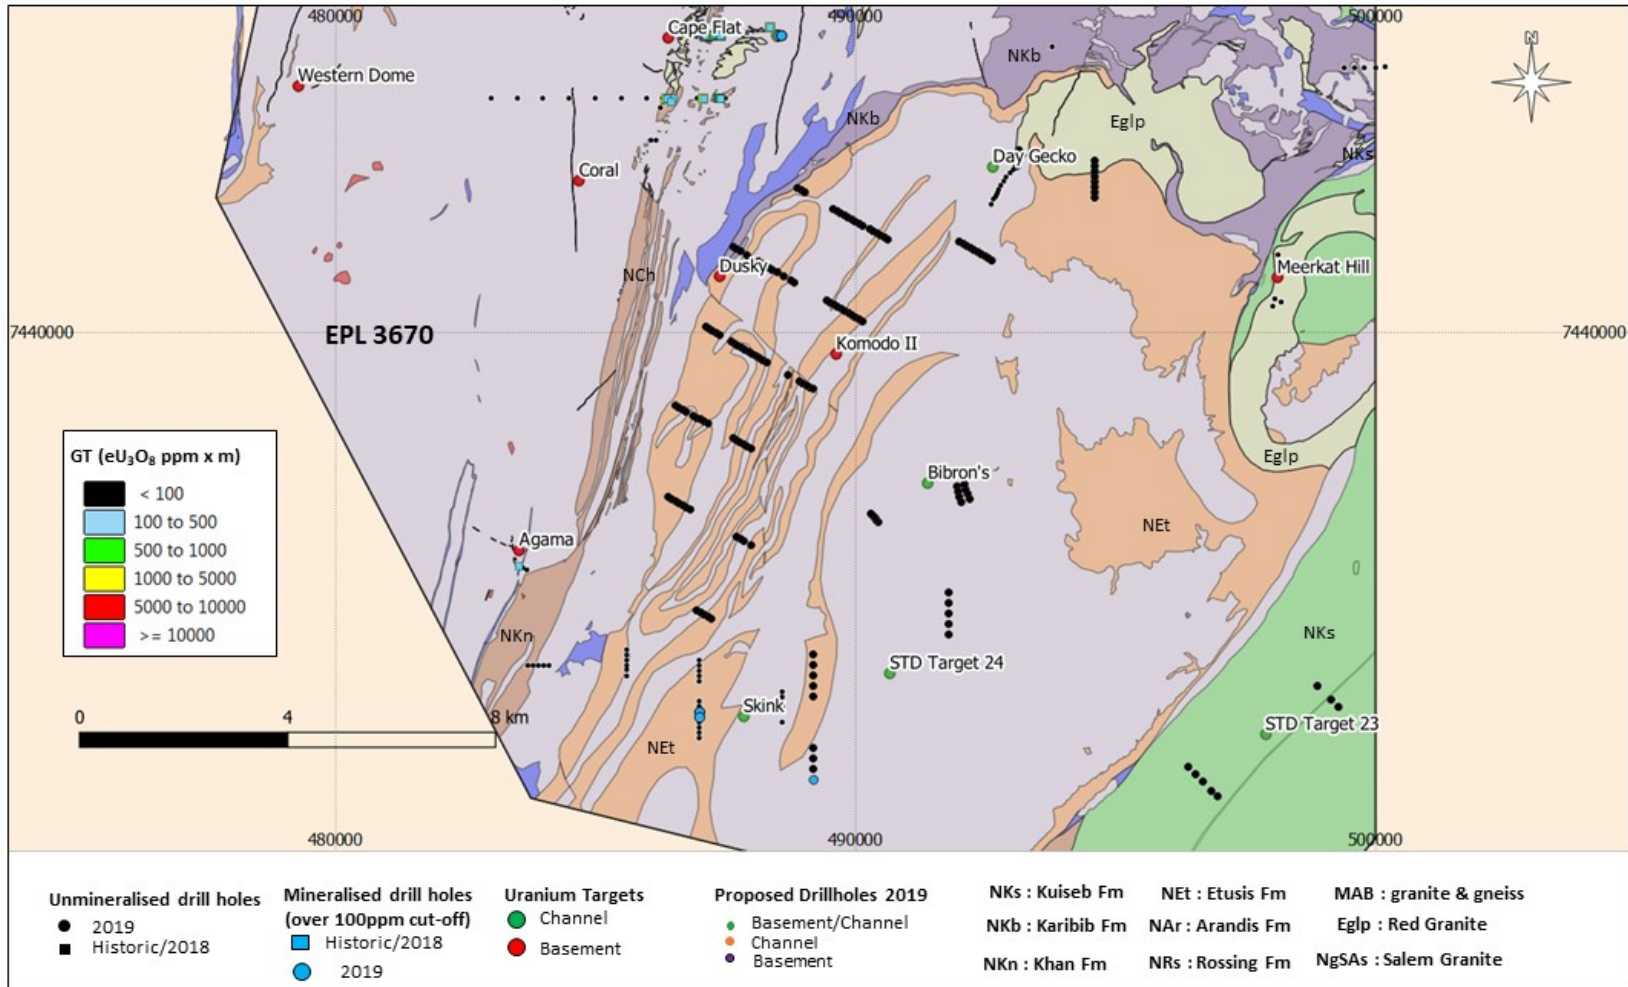 480000
490000
500000
Cape Flat
N
NKb
Western Dome
NKb
Eglp
NKs
Day Gecko
Coral
NCh
Dusky
Meerkat Hill
7440000
EPL 3670
7440000
Komodo II
GT (eU₃O₈ ppm x m)
< 100
100 to 500
500 to 1000
1000 to 5000
5000 to 10000
>= 10000
Eglp
Bibron's
NEt
Agama
NKn
NKs
STD Target 24
0
4
8 km
Skink
STD Target 23
NEt
480000
490000
500000
Unmineralised drill holes
2019
Historic/2018
Mineralised drill holes
(over 100ppm cut-off)
Historic/2018
2019
Uranium Targets
Channel
Basement
Proposed Drillholes 2019
Basement/Channel
Channel
Basement
NKs : Kuiseb Fm
NKb : Karibib Fm
NKn : Khan Fm
NEt : Etusis Fm
NAr : Arandis Fm
NRs : Rossing Fm
MAB : granite & gneiss
Eglp : Red Granite
NgSAs : Salem Granite